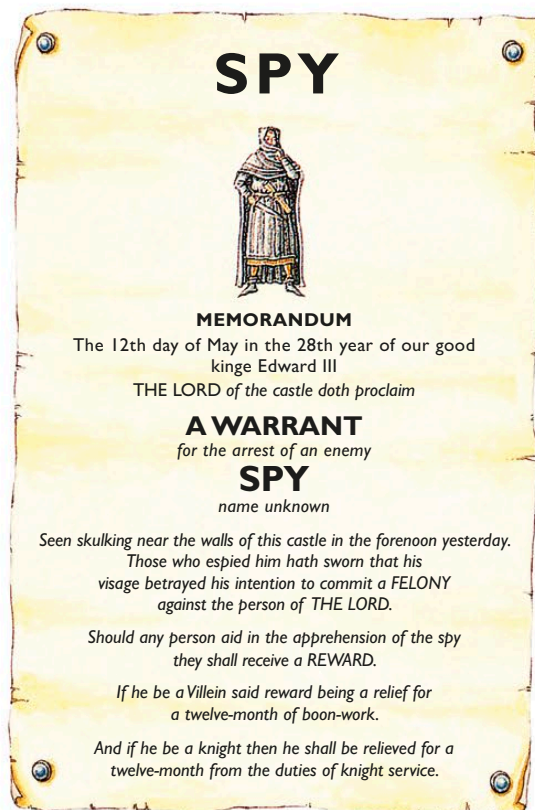 SPY
MEMORANDUM
The 12th day of May in the 28th year of our good
kinge Edward III
THE LORD of the castle doth proclaim
A WARRANT
for the arrest of an enemy
SPY
name unknown
Seen skulking near the walls of this castle in the forenoon yesterday.
Those who espied him hath sworn that his
visage betrayed his intention to commit a FELONY
against the person of THE LORD.
Should any person aid in the apprehension of the spy
they shall receive a REWARD.
If he be a Villein said reward being a relief for
a twelve-month of boon-work.
And if he be a knight then he shall be relieved for a
twelve-month from the duties of knight service.